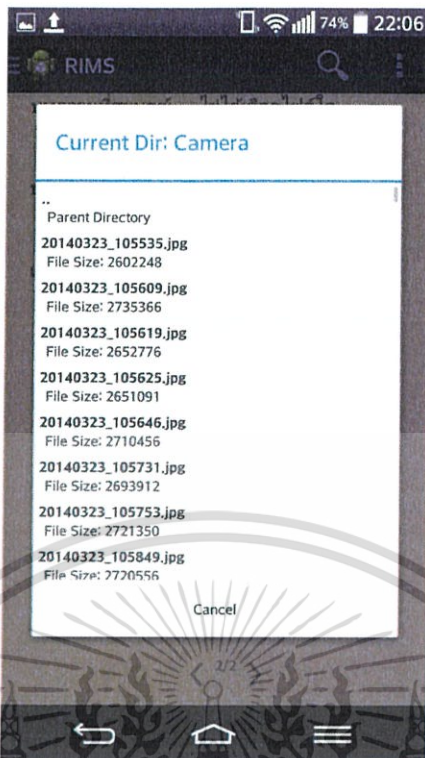 74% 22:06
RIMS
Current Dir: Camera
..
Parent Directory
20140323_105535.jpg
File Size: 2602248
20140323_105609.jpg
File Size: 2735366
20140323_105619.jpg
File Size: 2652776
20140323_105625.jpg
File Size: 2651091
20140323_105646.jpg
File Size: 2710456
20140323_105731.jpg
File Size: 2693912
20140323_105753.jpg
File Size: 2721350
20140323_105849.jpg
File Size: 2720556
Cancel
2/2